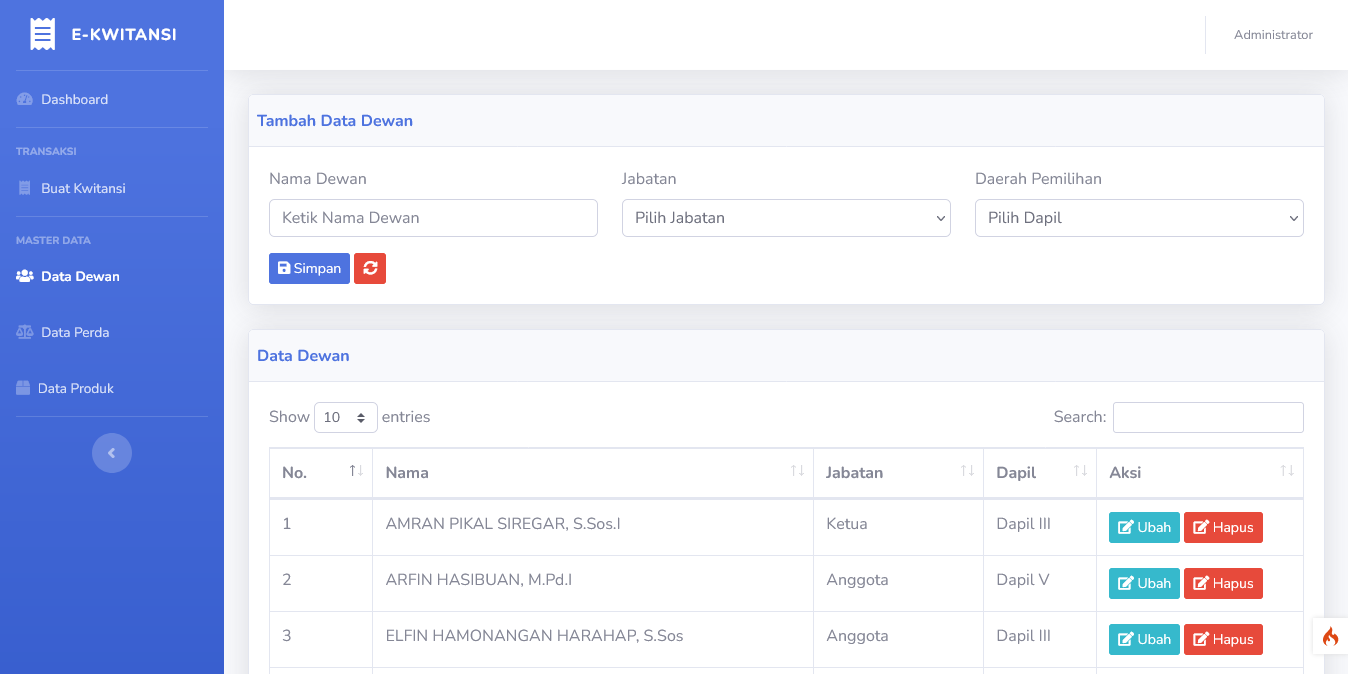 E-KWITANSI
Administrator
Dashboard
TRANSAKSI
Buat Kwitansi
MASTER DATA
Data Dewan
Data Perda
Data Produk
Tambah Data Dewan
Nama Dewan Jabatan Daerah Pemilihan
Ketik Nama Dewan Pilih Jabatan Pilih Dapil
Simpan
Data Dewan
Show 10 entries Search:
No. Nama Jabatan Dapil Aksi
1 AMRAN PIKAL SIREGAR, S.Sos.I Ketua Dapil III Ubah Hapus
2 ARFIN HASIBUAN, M.Pd.I Anggota Dapil V Ubah Hapus
3 ELFIN HAMONANGAN HARAHAP, S.Sos Anggota Dapil III Ubah Hapus